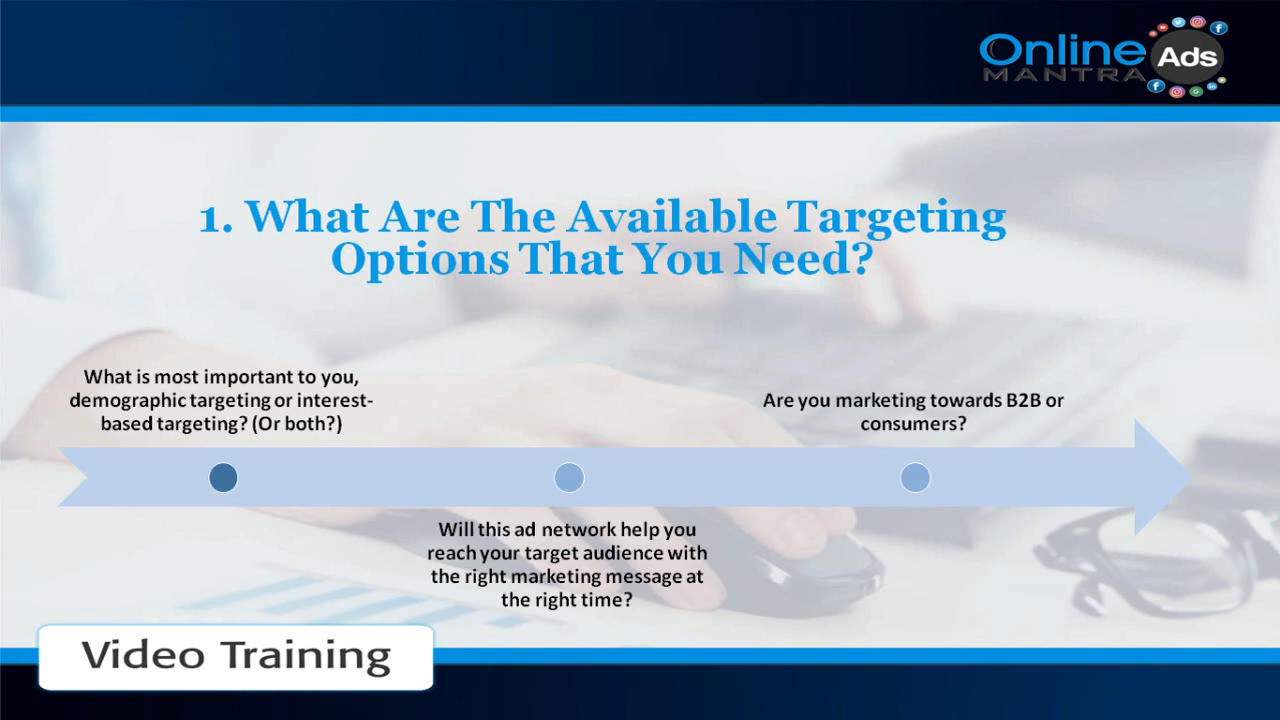 Online
MANTRA
Ads
1. What Are The Available Targeting
Options That You Need?
What is most important to you,
demographic targeting or interest-
based targeting? (Or both?)
Will this ad network help you
reach your target audience with
the right marketing message at
the right time?
Are you marketing towards B2B or
consumers?
Video Training